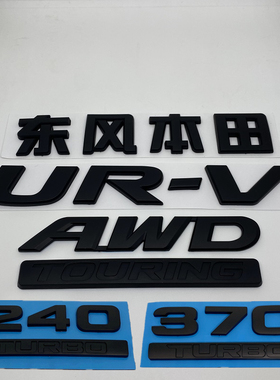 东风本田
UR-V
AWD
TOURING
240 370
TURBO TURBO